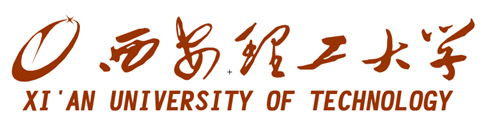 西安理工大学
XI'AN UNIVERSITY OF TECHNOLOGY